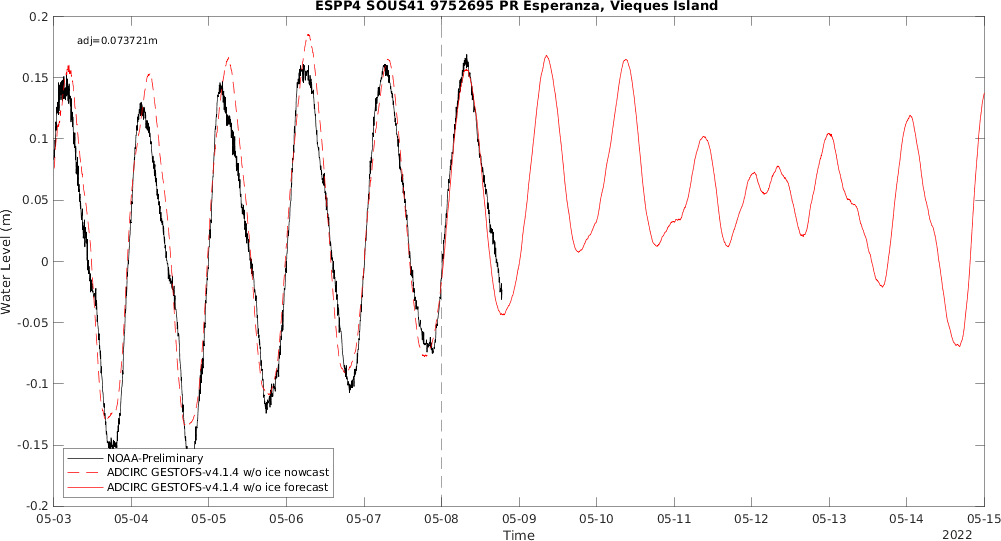 ESPP4 SOUS41 9752695 PR Esperanza, Vieques Island
adj=0.073721m
0.2
0.15
0.1
0.05
0
-0.05
-0.1
-0.15
-0.2
Water Level (m)
NOAA-Preliminary
ADCIRC GESTOFS-v4.1.4 w/o ice nowcast
ADCIRC GESTOFS-v4.1.4 w/o ice forecast
05-03 05-04 05-05 05-06 05-07 05-08 05-09 05-10 05-11 05-12 05-13 05-14 05-15
Time
2022